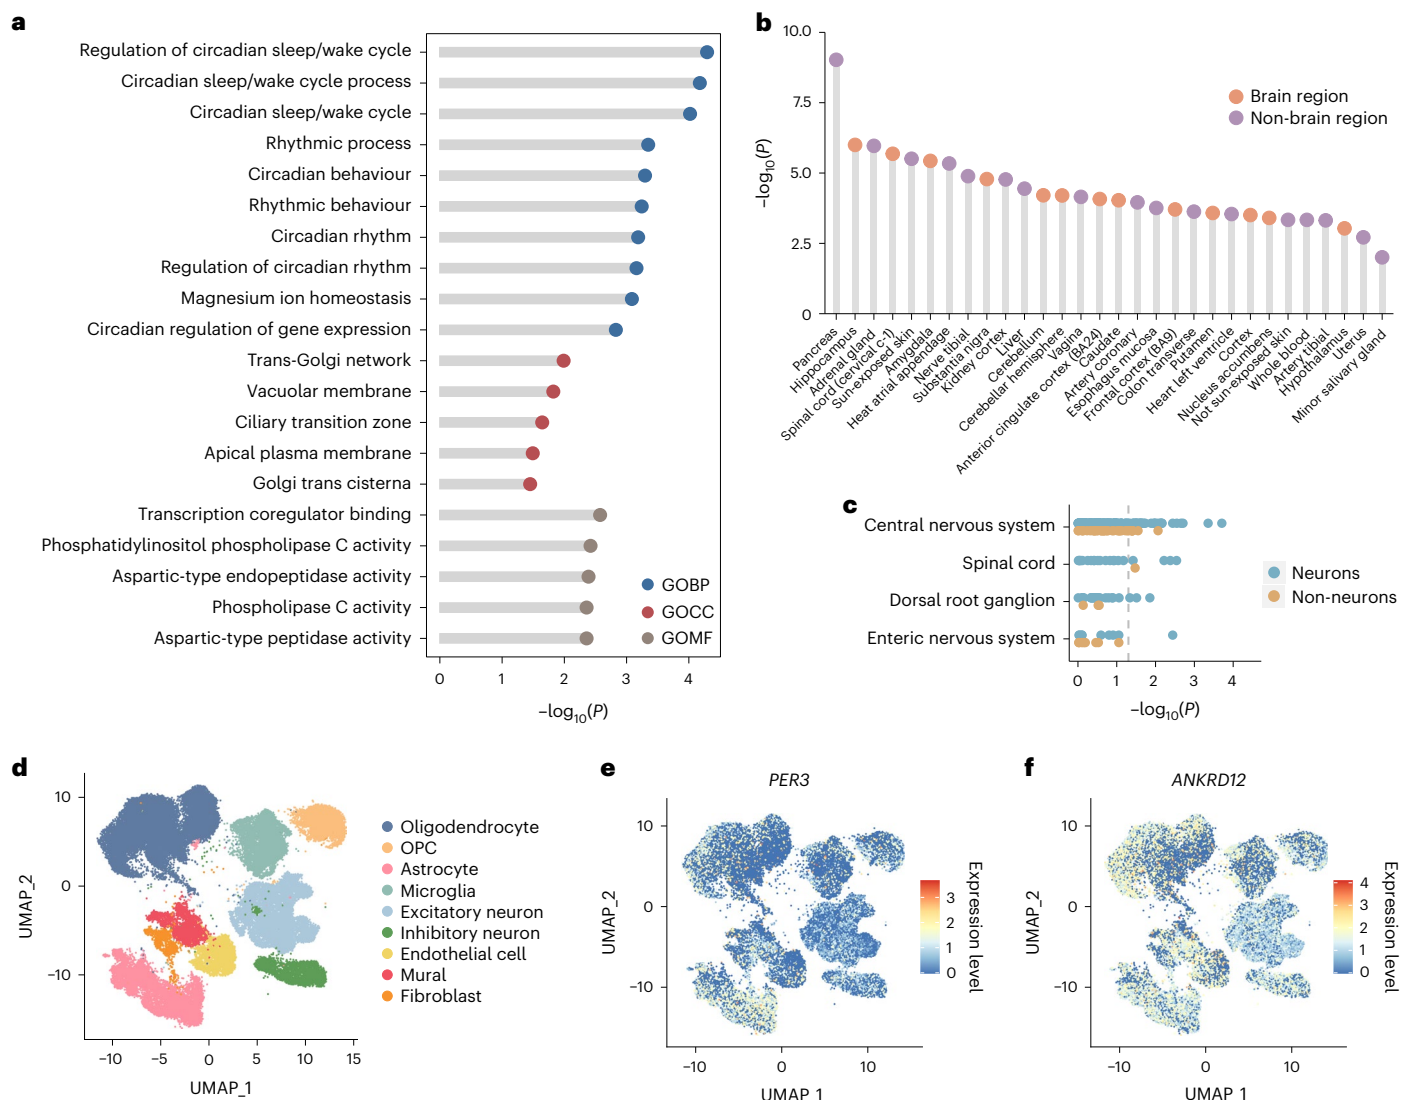 a
Regulation of circadian sleep/wake cycle
Circadian sleep/wake cycle process
Circadian sleep/wake cycle
Rhythmic process
Circadian behaviour
Rhythmic behaviour
Circadian rhythm
Regulation of circadian rhythm
Magnesium ion homeostasis
Circadian regulation of gene expression
Trans-Golgi network
Vacuolar membrane
Ciliary transition zone
Apical plasma membrane
Golgi trans cisterna
Transcription coregulator binding
Phosphatidylinositol phospholipase C activity
Aspartic-type endopeptidase activity
Phospholipase C activity
Aspartic-type peptidase activity
GOBP
GOCC
GOMF
0 1 2 3 4
–log10(P)
b
10.0
7.5
5.0
2.5
0
–log10(P)
Brain region
Non-brain region
Pancreas
Hippocampus
Adrenal gland
Spinal cord (cervical c-1)
Sun-exposed skin
Amygdala
Heat atrial appendage
Nerve tibial
Substantia nigra
Kidney cortex
Liver
Cerebellum
Cerebellar hemisphere
Vagina
Anterior cingulate cortex (BA24)
Caudate
Artery coronary
Esophagus mucosa
Frontal cortex (BA9)
Colon transverse
Putamen
Heart left ventricle
Cortex
Nucleus accumbens
Not sun-exposed skin
Whole blood
Artery tibial
Hypothalamus
Uterus
Minor salivary gland
c
Central nervous system
Spinal cord
Dorsal root ganglion
Enteric nervous system
0 1 2 3 4
–log10(P)
Neurons
Non-neurons
d
10
0
–10
UMAP_2
–10 –5 0 5 10 15
UMAP_1
Oligodendrocyte
OPC
Astrocyte
Microglia
Excitatory neuron
Inhibitory neuron
Endothelial cell
Mural
Fibroblast
e
PER3
10
0
–10
UMAP_2
–10 0 10
UMAP_1
3
2
1
0
Expression level
f
ANKRD12
10
0
–10
UMAP_2
–10 0 10
UMAP_1
4
3
2
1
0
Expression level